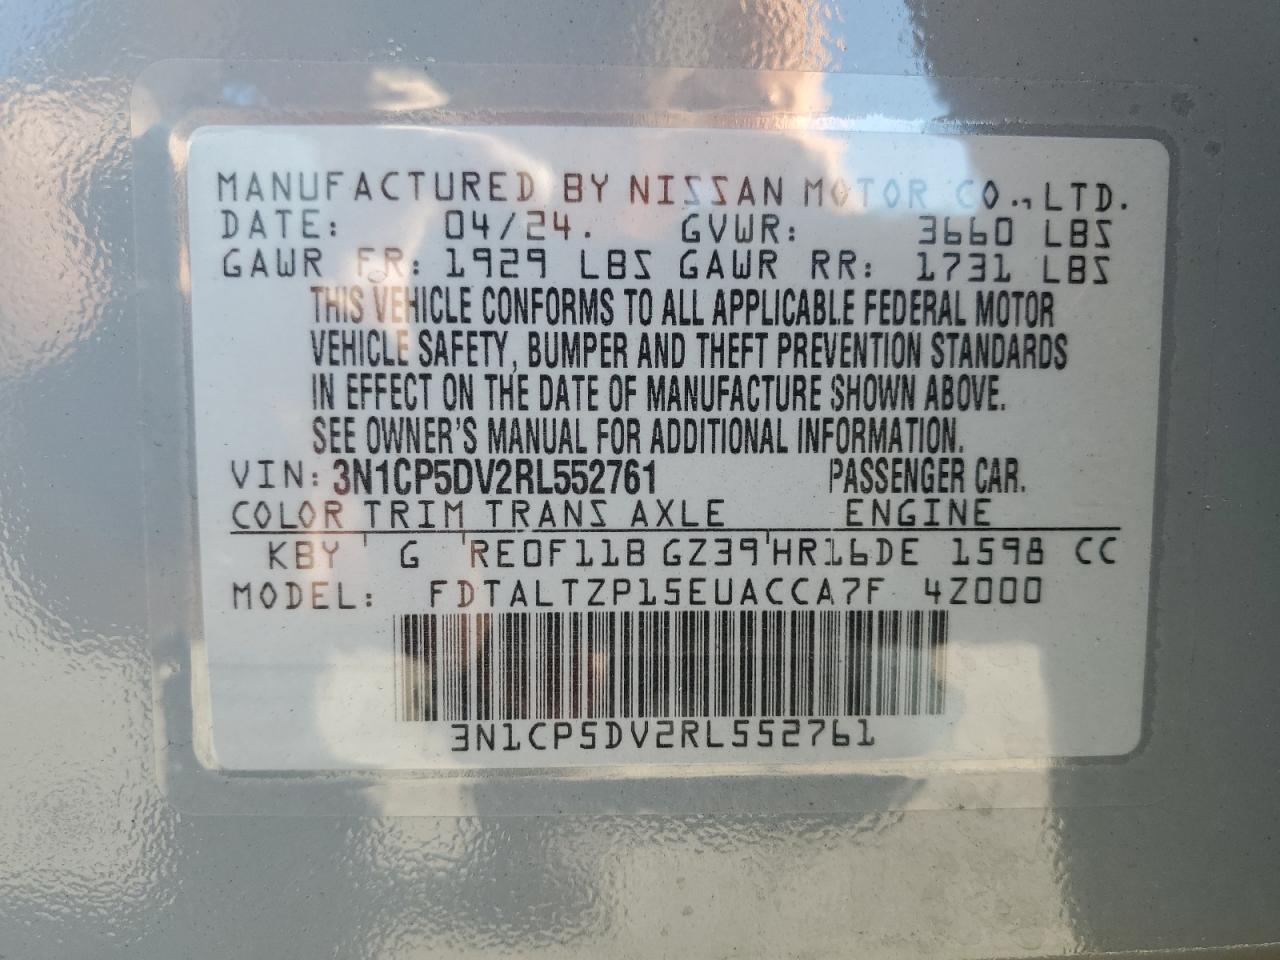 MANUFACTURED BY NISSAN MOTOR CO., LTD.
DATE: 04/24. GVWR: 3660 LBS
GAWR FR: 1929 LBS GAWR RR: 1731 LBS
THIS VEHICLE CONFORMS TO ALL APPLICABLE FEDERAL MOTOR
VEHICLE SAFETY, BUMPER AND THEFT PREVENTION STANDARDS
IN EFFECT ON THE DATE OF MANUFACTURE SHOWN ABOVE.
SEE OWNER'S MANUAL FOR ADDITIONAL INFORMATION.
VIN: 3N1CP5DV2RL552761 PASSENGER CAR.
COLOR TRIM TRANS AXLE ENGINE
KBY G RE0F11B GZ39 HR16DE 1598 CC
MODEL: FDTALTZP15EUACCA7F 4Z000
3N1CP5DV2RL552761